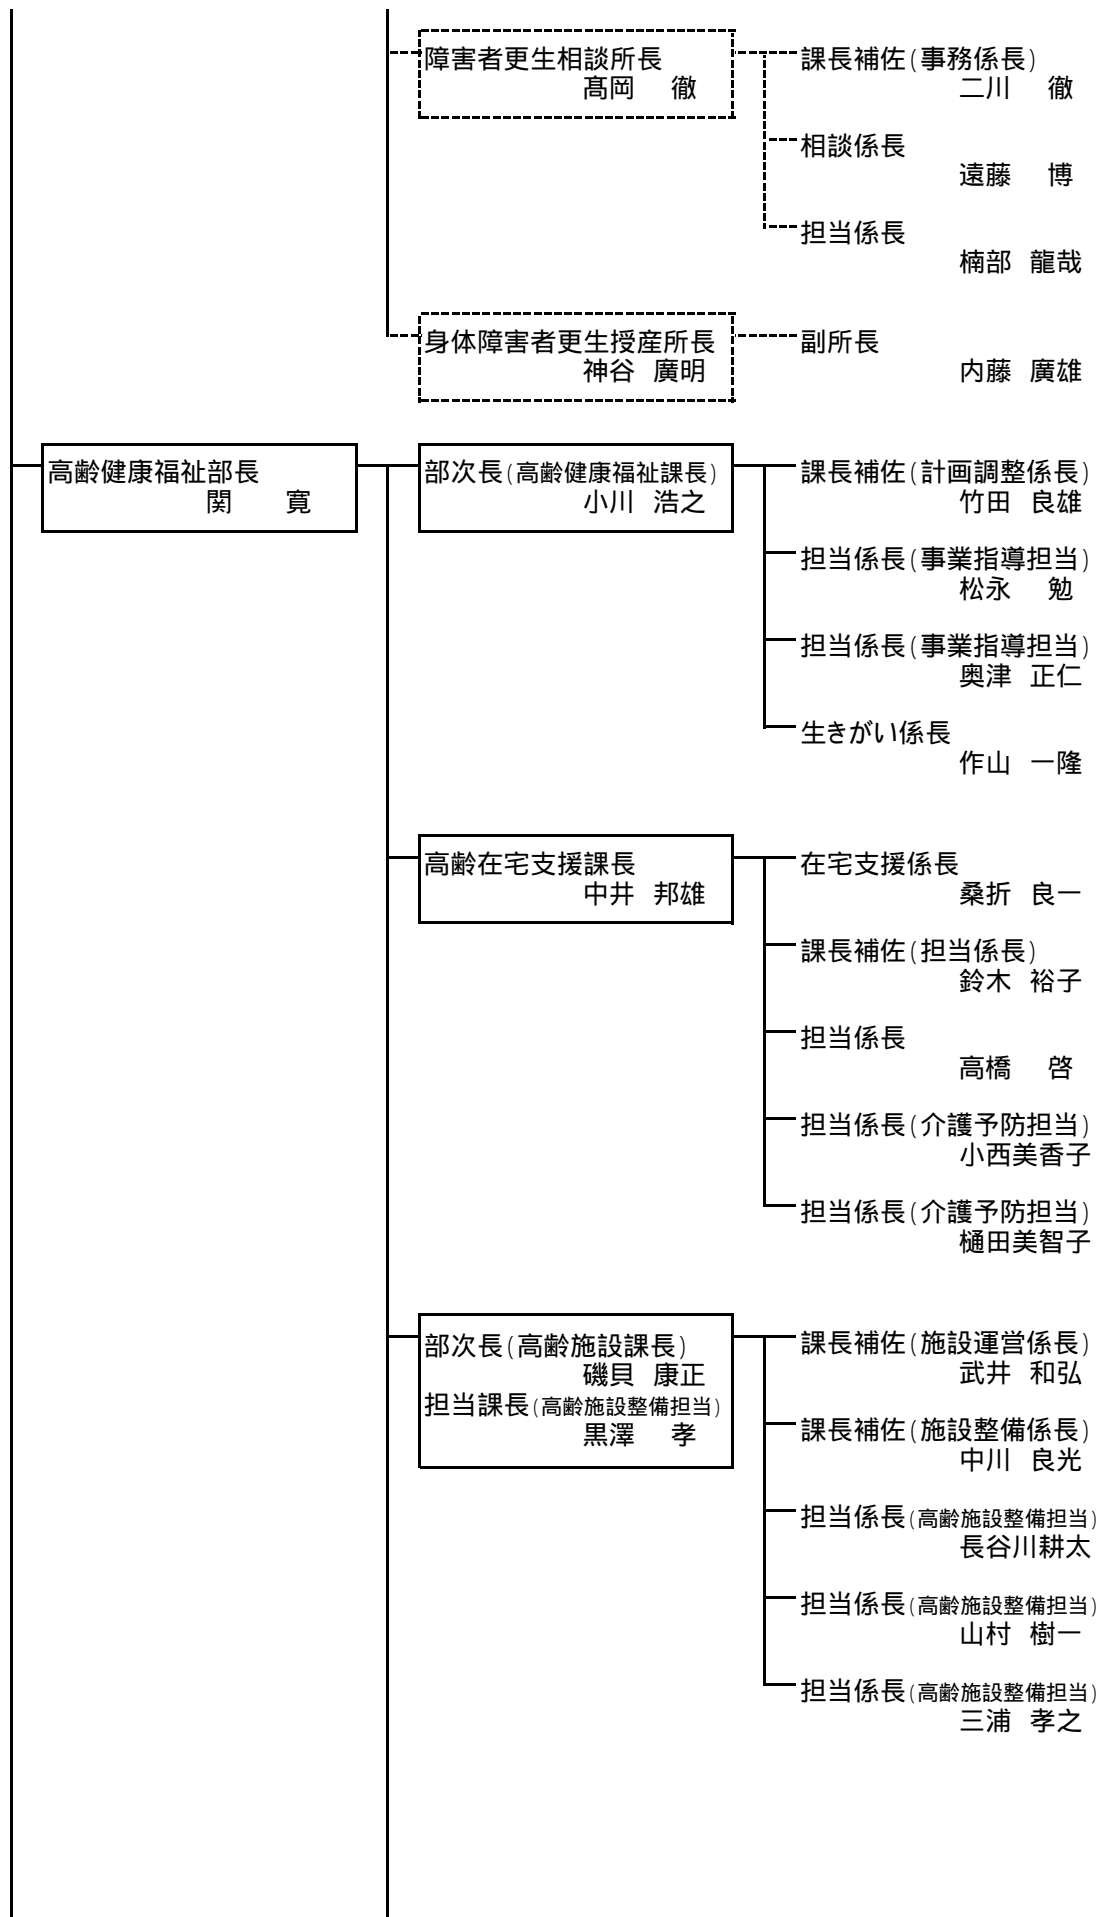 障害者更生相談所長
髙岡　徹
課長補佐(事務係長)
二川　徹
相談係長
遠藤　博
担当係長
楠部 龍哉
身体障害者更生授産所長
神谷 廣明
副所長
内藤 廣雄
高齢健康福祉部長
関　寛
部次長(高齢健康福祉課長)
小川 浩之
課長補佐(計画調整係長)
竹田 良雄
担当係長(事業指導担当)
松永　勉
担当係長(事業指導担当)
奥津 正仁
生きがい係長
作山 一隆
高齢在宅支援課長
中井 邦雄
在宅支援係長
桑折 良一
課長補佐(担当係長)
鈴木 裕子
担当係長
高橋　啓
担当係長(介護予防担当)
小西美香子
担当係長(介護予防担当)
樋田美智子
部次長(高齢施設課長)
磯貝 康正
担当課長(高齢施設整備担当)
黒澤　孝
課長補佐(施設運営係長)
武井 和弘
課長補佐(施設整備係長)
中川 良光
担当係長(高齢施設整備担当)
長谷川耕太
担当係長(高齢施設整備担当)
山村 樹一
担当係長(高齢施設整備担当)
三浦 孝之